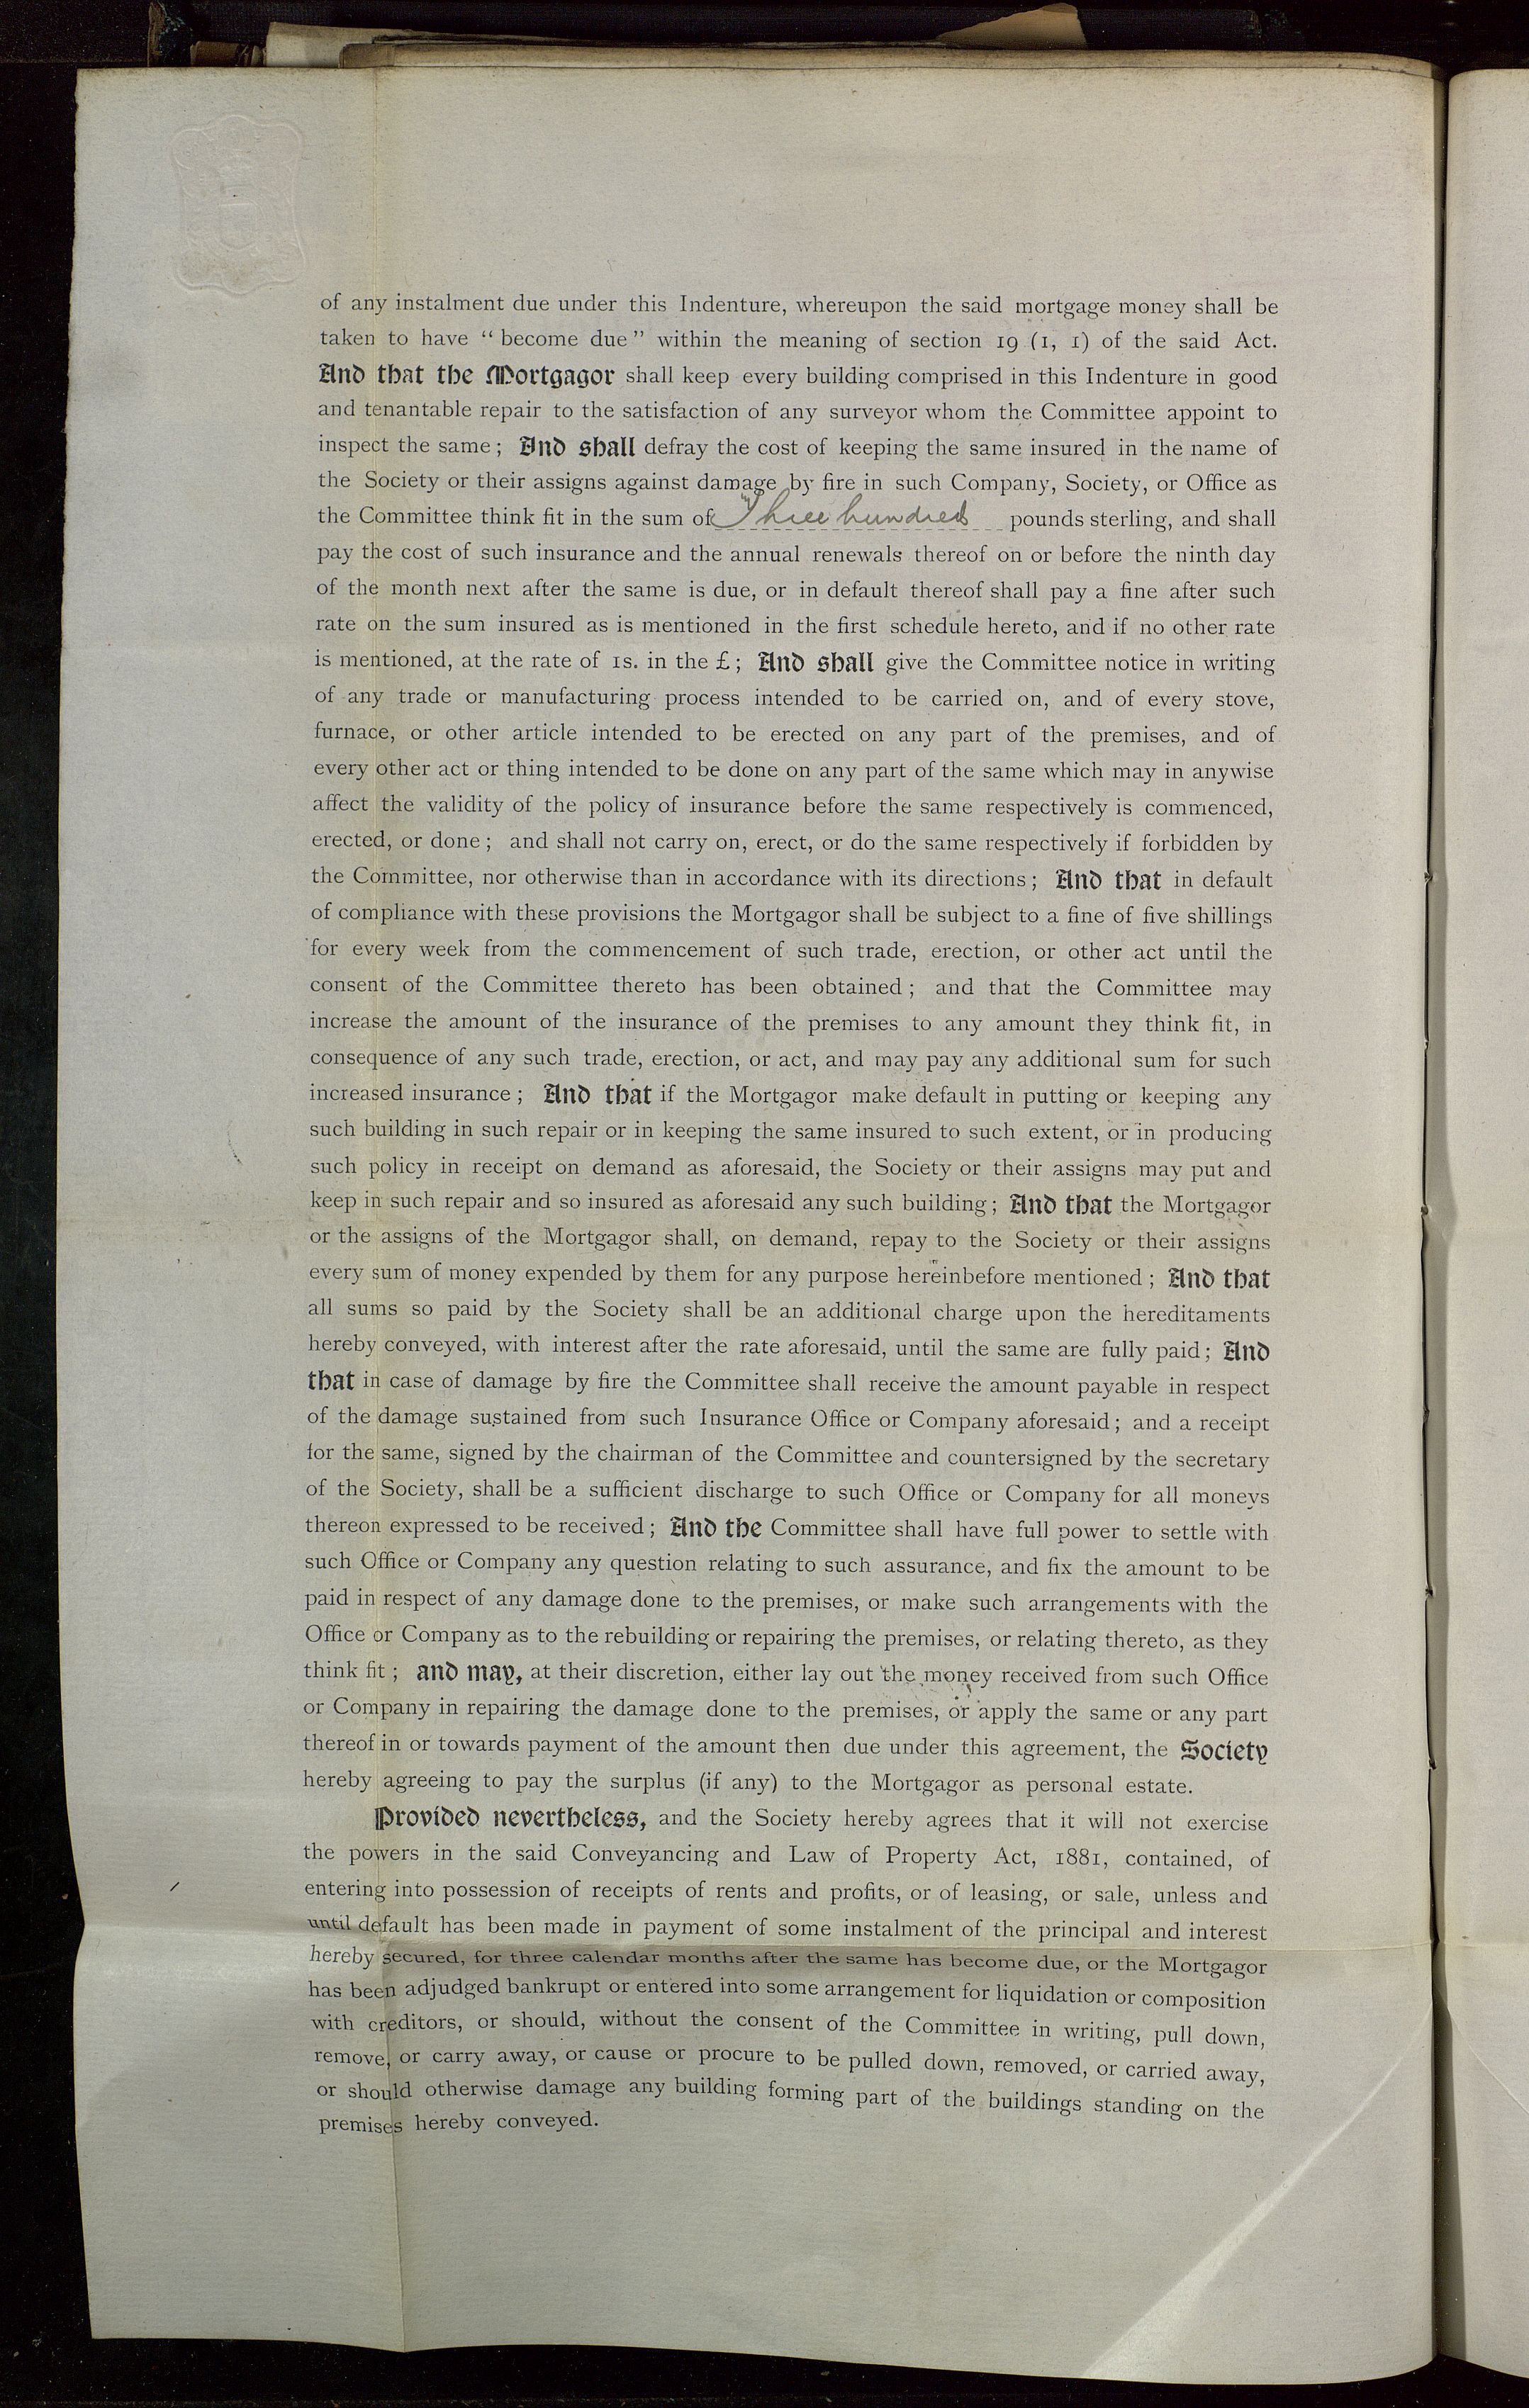 of any instalment due under this Indenture, whereupon the said mortgage money shall be
taken to have “ become due ” within the meaning of section 19 (1, 1) of the said Act.
And that the Mortgagor shall keep every building comprised in this Indenture in good
and tenantable repair to the satisfaction of any surveyor whom the Committee appoint to
inspect the same ; And shall defray the cost of keeping the same insured in the name of
the Society or their assigns against damage by fire in such Company, Society, or Office as
the Committee think fit in the sum of Three hundred pounds sterling, and shall
pay the cost of such insurance and the annual renewals thereof on or before the ninth day
of the month next after the same is due, or in default thereof shall pay a fine after such
rate on the sum insured as is mentioned in the first schedule hereto, and if no other rate
is mentioned, at the rate of 1s. in the £ ; And shall give the Committee notice in writing
of any trade or manufacturing process intended to be carried on, and of every stove,
furnace, or other article intended to be erected on any part of the premises, and of
every other act or thing intended to be done on any part of the same which may in anywise
affect the validity of the policy of insurance before the same respectively is commenced,
erected, or done ; and shall not carry on, erect, or do the same respectively if forbidden by
the Committee, nor otherwise than in accordance with its directions ; And that in default
of compliance with these provisions the Mortgagor shall be subject to a fine of five shillings
for every week from the commencement of such trade, erection, or other act until the
consent of the Committee thereto has been obtained ; and that the Committee may
increase the amount of the insurance of the premises to any amount they think fit, in
consequence of any such trade, erection, or act, and may pay any additional sum for such
increased insurance ; And that if the Mortgagor make default in putting or keeping any
such building in such repair or in keeping the same insured to such extent, or in producing
such policy in receipt on demand as aforesaid, the Society or their assigns may put and
keep in such repair and so insured as aforesaid any such building ; And that the Mortgagor
or the assigns of the Mortgagor shall, on demand, repay to the Society or their assigns
every sum of money expended by them for any purpose hereinbefore mentioned ; And that
all sums so paid by the Society shall be an additional charge upon the hereditaments
hereby conveyed, with interest after the rate aforesaid, until the same are fully paid ; And
that in case of damage by fire the Committee shall receive the amount payable in respect
of the damage sustained from such Insurance Office or Company aforesaid ; and a receipt
for the same, signed by the chairman of the Committee and countersigned by the secretary
of the Society, shall be a sufficient discharge to such Office or Company for all moneys
thereon expressed to be received ; And the Committee shall have full power to settle with
such Office or Company any question relating to such assurance, and fix the amount to be
paid in respect of any damage done to the premises, or make such arrangements with the
Office or Company as to the rebuilding or repairing the premises, or relating thereto, as they
think fit ; and may, at their discretion, either lay out the money received from such Office
or Company in repairing the damage done to the premises, or apply the same or any part
thereof in or towards payment of the amount then due under this agreement, the Society
hereby agreeing to pay the surplus (if any) to the Mortgagor as personal estate.
Provided nevertheless, and the Society hereby agrees that it will not exercise
the powers in the said Conveyancing and Law of Property Act, 1881, contained, of
entering into possession of receipts of rents and profits, or of leasing, or sale, unless and
until default has been made in payment of some instalment of the principal and interest
hereby secured, for three calendar months after the same has become due, or the Mortgagor
has been adjudged bankrupt or entered into some arrangement for liquidation or composition
with creditors, or should, without the consent of the Committee in writing, pull down,
remove, or carry away, or cause or procure to be pulled down, removed, or carried away,
or should otherwise damage any building forming part of the buildings standing on the
premises hereby conveyed.